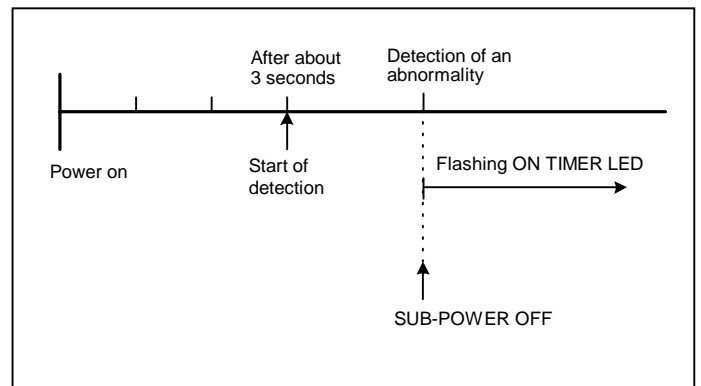 After about
3 seconds
Detection of an
abnormality
Power on
Start of
detection
Flashing ON TIMER LED
SUB-POWER OFF